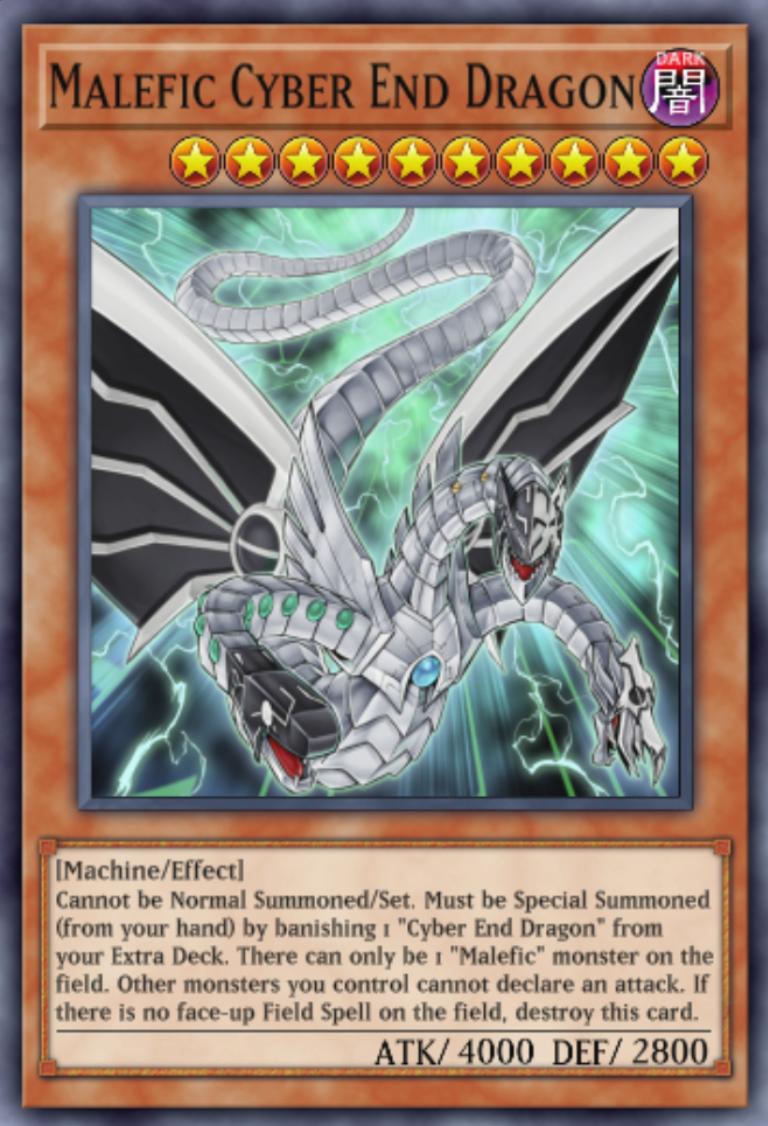 Malefic Cyber End Dragon
DARK
闇
[Machine/Effect]
Cannot be Normal Summoned/Set. Must be Special Summoned
(from your hand) by banishing 1 "Cyber End Dragon" from
your Extra Deck. There can only be 1 "Malefic" monster on the
field. Other monsters you control cannot declare an attack. If
there is no face-up Field Spell on the field, destroy this card.
ATK/ 4000 DEF/ 2800